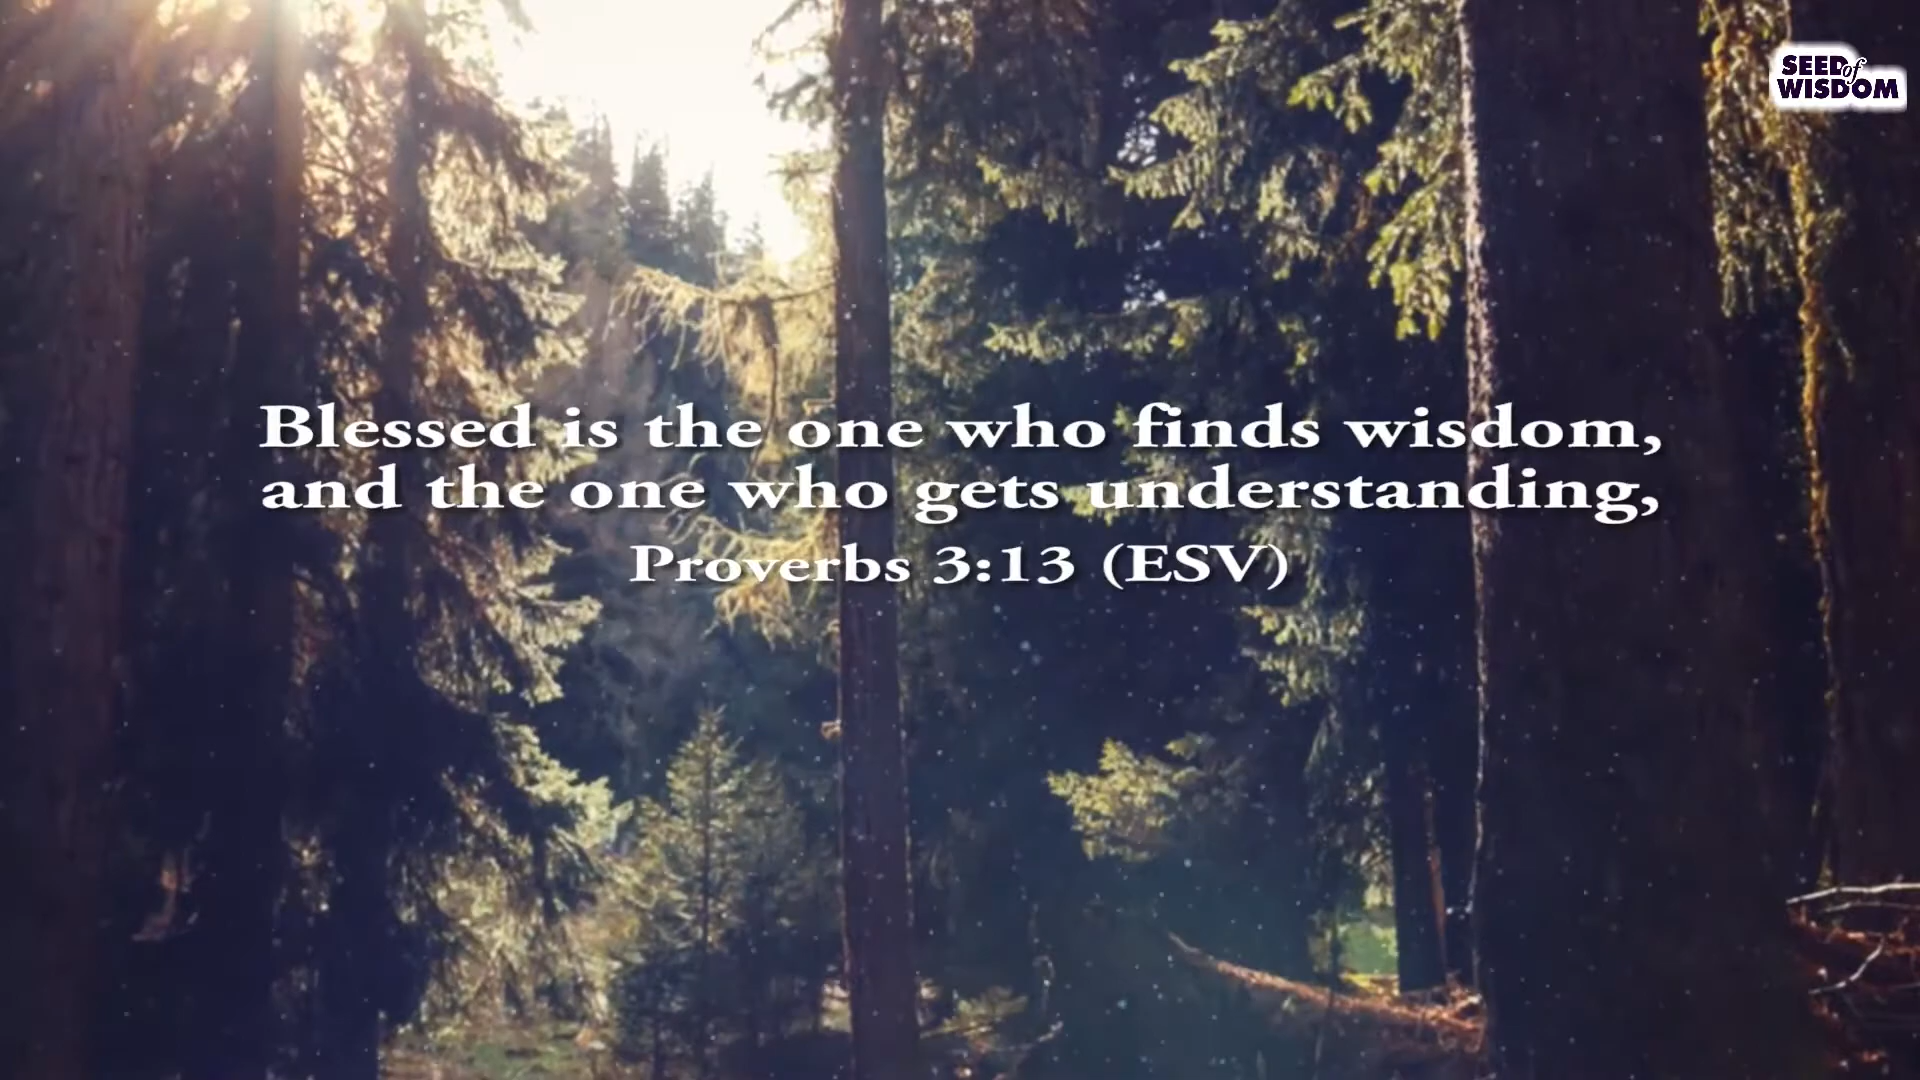 SEED of
WISDOM
Blessed is the one who finds wisdom,
and the one who gets understanding,
Proverbs 3:13 (ESV)